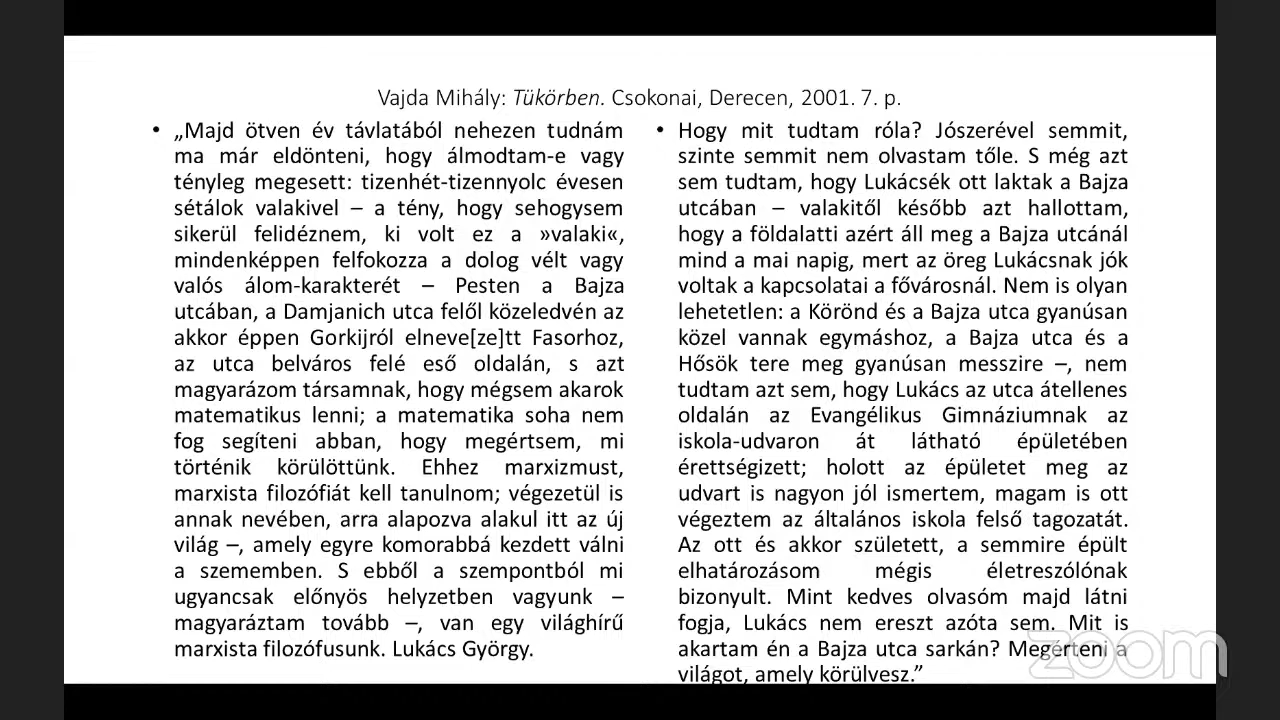 Vajda Mihály: Tükörben. Csokonai, Derecen, 2001. 7. p.
• „Majd ötven év távlatából nehezen tudnám
ma már eldönteni, hogy álmodtam-e vagy
tényleg megesett: tizenhét-tizennyolc évesen
sétálok valakivel – a tény, hogy sehogysem
sikerül felidéznem, ki volt ez a »valaki«,
mindenképpen felfokozza a dolog vélt vagy
valós álom-karakterét – Pesten a Bajza
utcában, a Damjanich utca felől közeledvén az
akkor éppen Gorkijról elneve[ze]tt Fasorhoz,
az utca belváros felé eső oldalán, s azt
magyarázom társamnak, hogy mégsem akarok
matematikus lenni; a matematika soha nem
fog segíteni abban, hogy megértsem, mi
történik körülöttünk. Ehhez marxizmust,
marxista filozófiát kell tanulnom; végezetül is
annak nevében, arra alapozva alakul itt az új
világ –, amely egyre komorabbá kezdett válni
a szememben. S ebből a szempontból mi
ugyancsak előnyös helyzetben vagyunk –
magyaráztam tovább –, van egy világhírű
marxista filozófusunk. Lukács György.
• Hogy mit tudtam róla? Jószerével semmit,
szinte semmit nem olvastam tőle. S még azt
sem tudtam, hogy Lukácsék ott laktak a Bajza
utcában – valakitől később azt hallottam,
hogy a földalatti azért áll meg a Bajza utcánál
mind a mai napig, mert az öreg Lukácsnak jók
voltak a kapcsolatai a fővárosnál. Nem is olyan
lehetetlen: a Körönd és a Bajza utca gyanúsan
közel vannak egymáshoz, a Bajza utca és a
Hősök tere meg gyanúsan messzire –, nem
tudtam azt sem, hogy Lukács az utca átellenes
oldalán az Evangélikus Gimnáziumnak az
iskola-udvaron át látható épületében
érettségizett; holott az épületet meg az
udvart is nagyon jól ismertem, magam is ott
végeztem az általános iskola felső tagozatát.
Az ott és akkor született, a semmire épült
elhatározásom mégis életreszólónak
bizonyult. Mint kedves olvasóm majd látni
fogja, Lukács nem ereszt azóta sem. Mit is
akartam én a Bajza utca sarkán? Megérteni a
világot, amely körülvesz.”
zoom